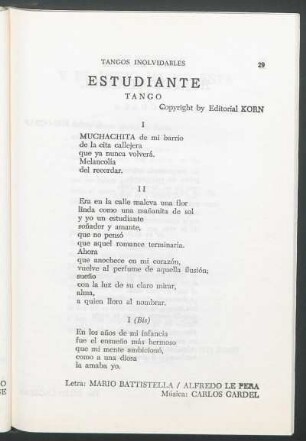 TANGOS INOLVIDABLES 29
ESTUDIANTE
TANGO
Copyright by Editorial KORN
I
MUCHACHITA de mi barrio
de la cita callejera
que ya nunca volverá.
Melancolía
del recordar.
II
Era en la calle maleva una flor
linda como una mañanita de sol
y yo un estudiante
soñador y amante,
que no pensó
que aquel romance terminaría.
Ahora
que anochece en mi corazón,
vuelve al perfume de aquella ilusión;
sueño
con la luz de su claro mirar,
alma,
a quien lloro al nombrar.
I (Bis)
En los años de mi infancia
fue el ensueño más hermoso
que mi mente ambicionó,
como a una diosa
la amaba yo.
Letra: MARIO BATTISTELLA / ALFREDO LE PERA
Música: CARLOS GARDEL